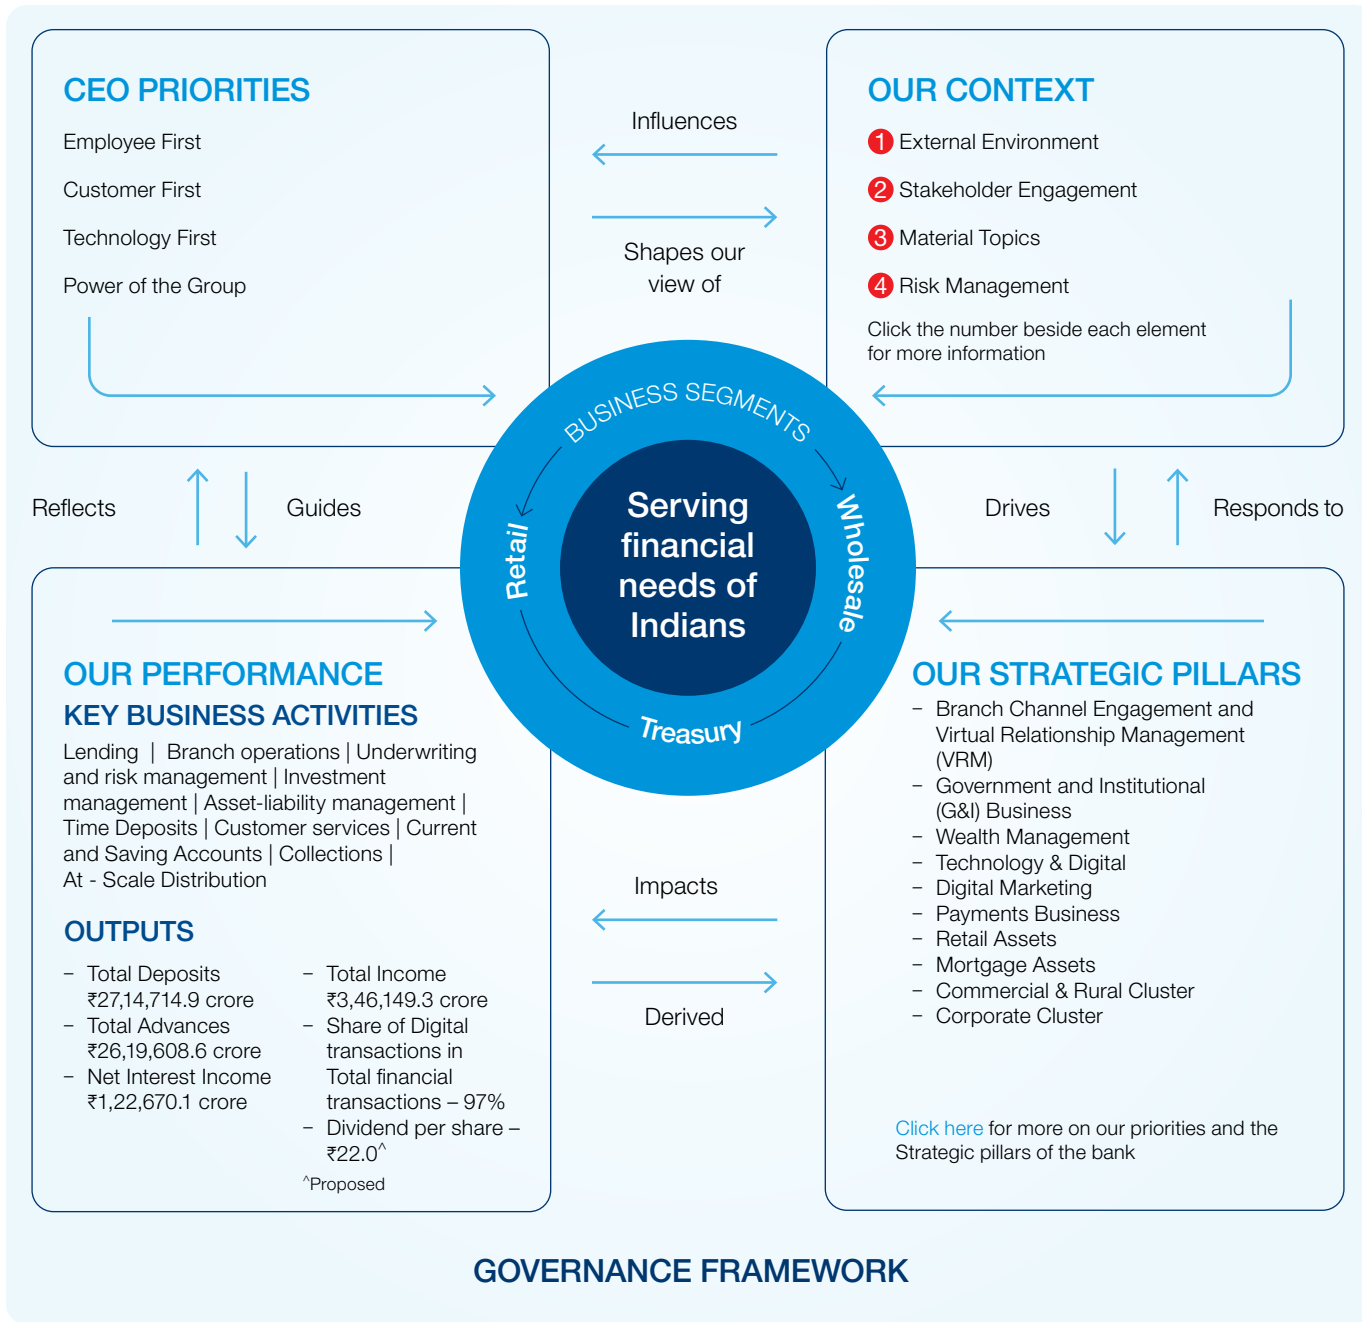 CEO PRIORITIES
Employee First
Customer First
Technology First
Power of the Group
Influences
Shapes our
view of
OUR CONTEXT
1 External Environment
2 Stakeholder Engagement
3 Material Topics
4 Risk Management
Click the number beside each element
for more information
BUSINESS SEGMENTS
Retail
Wholesale
Treasury
Serving
financial
needs of
Indians
Reflects
Guides
Drives
Responds to
OUR PERFORMANCE
KEY BUSINESS ACTIVITIES
Lending | Branch operations | Underwriting
and risk management | Investment
management | Asset-liability management |
Time Deposits | Customer services | Current
and Saving Accounts | Collections |
At - Scale Distribution
OUTPUTS
– Total Deposits
₹27,14,714.9 crore
– Total Advances
₹26,19,608.6 crore
– Net Interest Income
₹1,22,670.1 crore
– Total Income
₹3,46,149.3 crore
– Share of Digital
transactions in
Total financial
transactions – 97%
– Dividend per share –
₹22.0^
^Proposed
Impacts
Derived
OUR STRATEGIC PILLARS
– Branch Channel Engagement and
Virtual Relationship Management
(VRM)
– Government and Institutional
(G&I) Business
– Wealth Management
– Technology & Digital
– Digital Marketing
– Payments Business
– Retail Assets
– Mortgage Assets
– Commercial & Rural Cluster
– Corporate Cluster
Click here for more on our priorities and the
Strategic pillars of the bank
GOVERNANCE FRAMEWORK